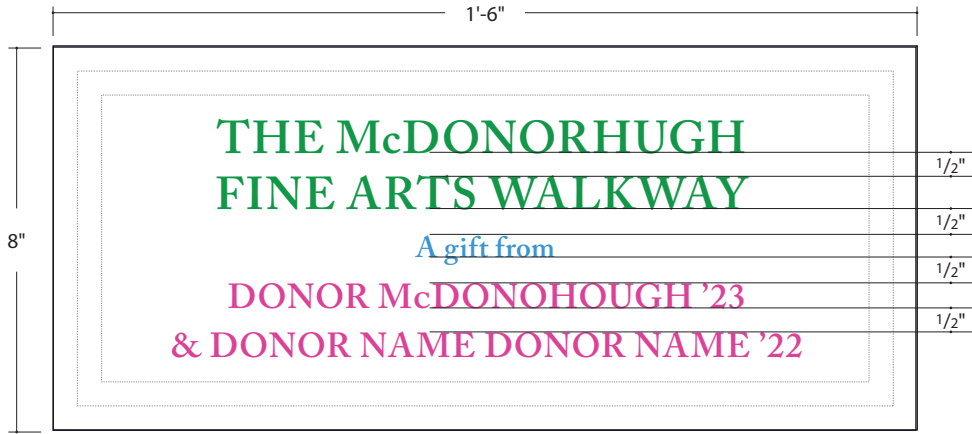 1'-6"
8"
THE McDONORHUGH
FINE ARTS WALKWAY
A gift from
DONOR McDONOHOUGH ’23
& DONOR NAME DONOR NAME ’22
1/2"
1/2"
1/2"
1/2"